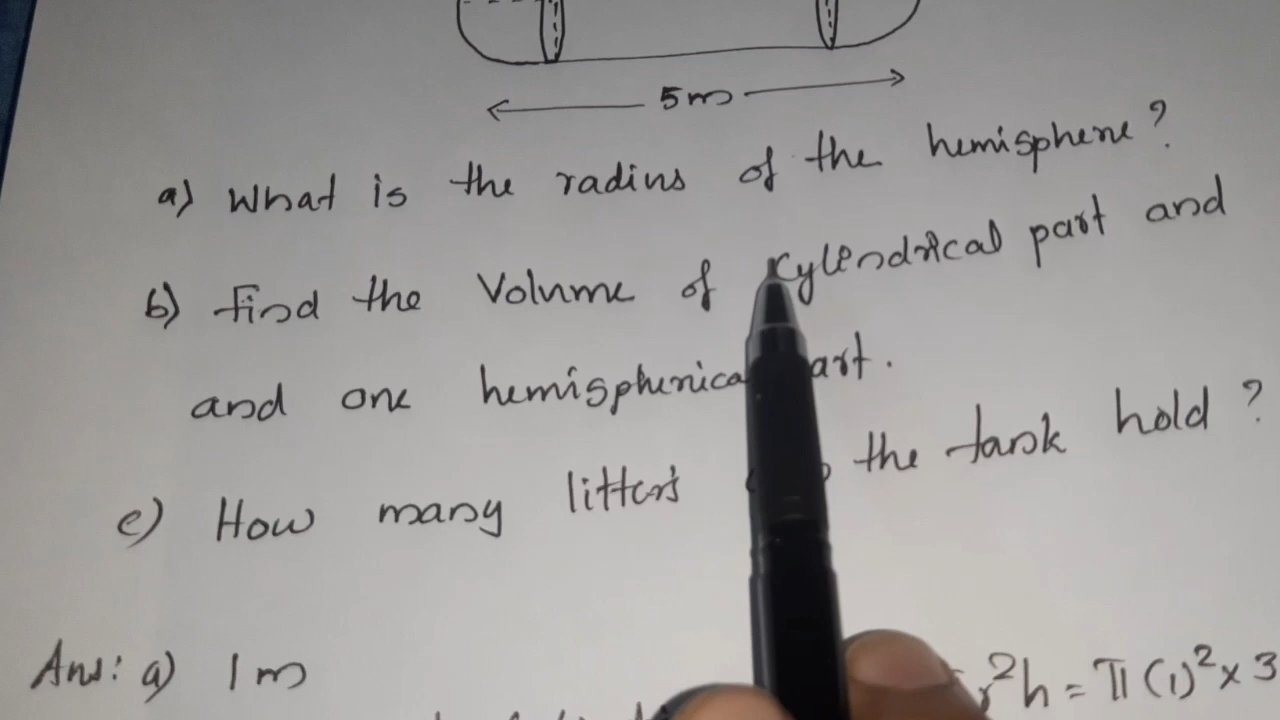 5m
a) What is the radius of the hemisphere?
b) find the Volume of cylendrical part and
and one hemispherical part.
c) How many litters the tank hold?
Ans: a) 1m
r²h = π(1)²×3